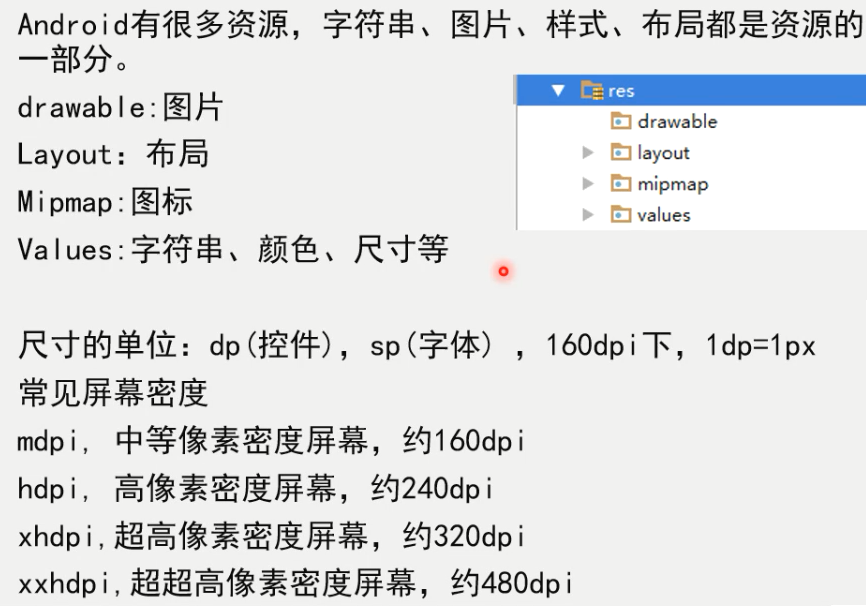 Android有很多资源，字符串、图片、样式、布局都是资源的
一部分。
drawable:图片
Layout：布局
Mipmap:图标
Values:字符串、颜色、尺寸等
res
drawable
layout
mipmap
values
尺寸的单位：dp(控件)，sp(字体) ，160dpi下，1dp=1px
常见屏幕密度
mdpi, 中等像素密度屏幕，约160dpi
hdpi, 高像素密度屏幕，约240dpi
xhdpi,超高像素密度屏幕，约320dpi
xxhdpi,超超高像素密度屏幕，约480dpi